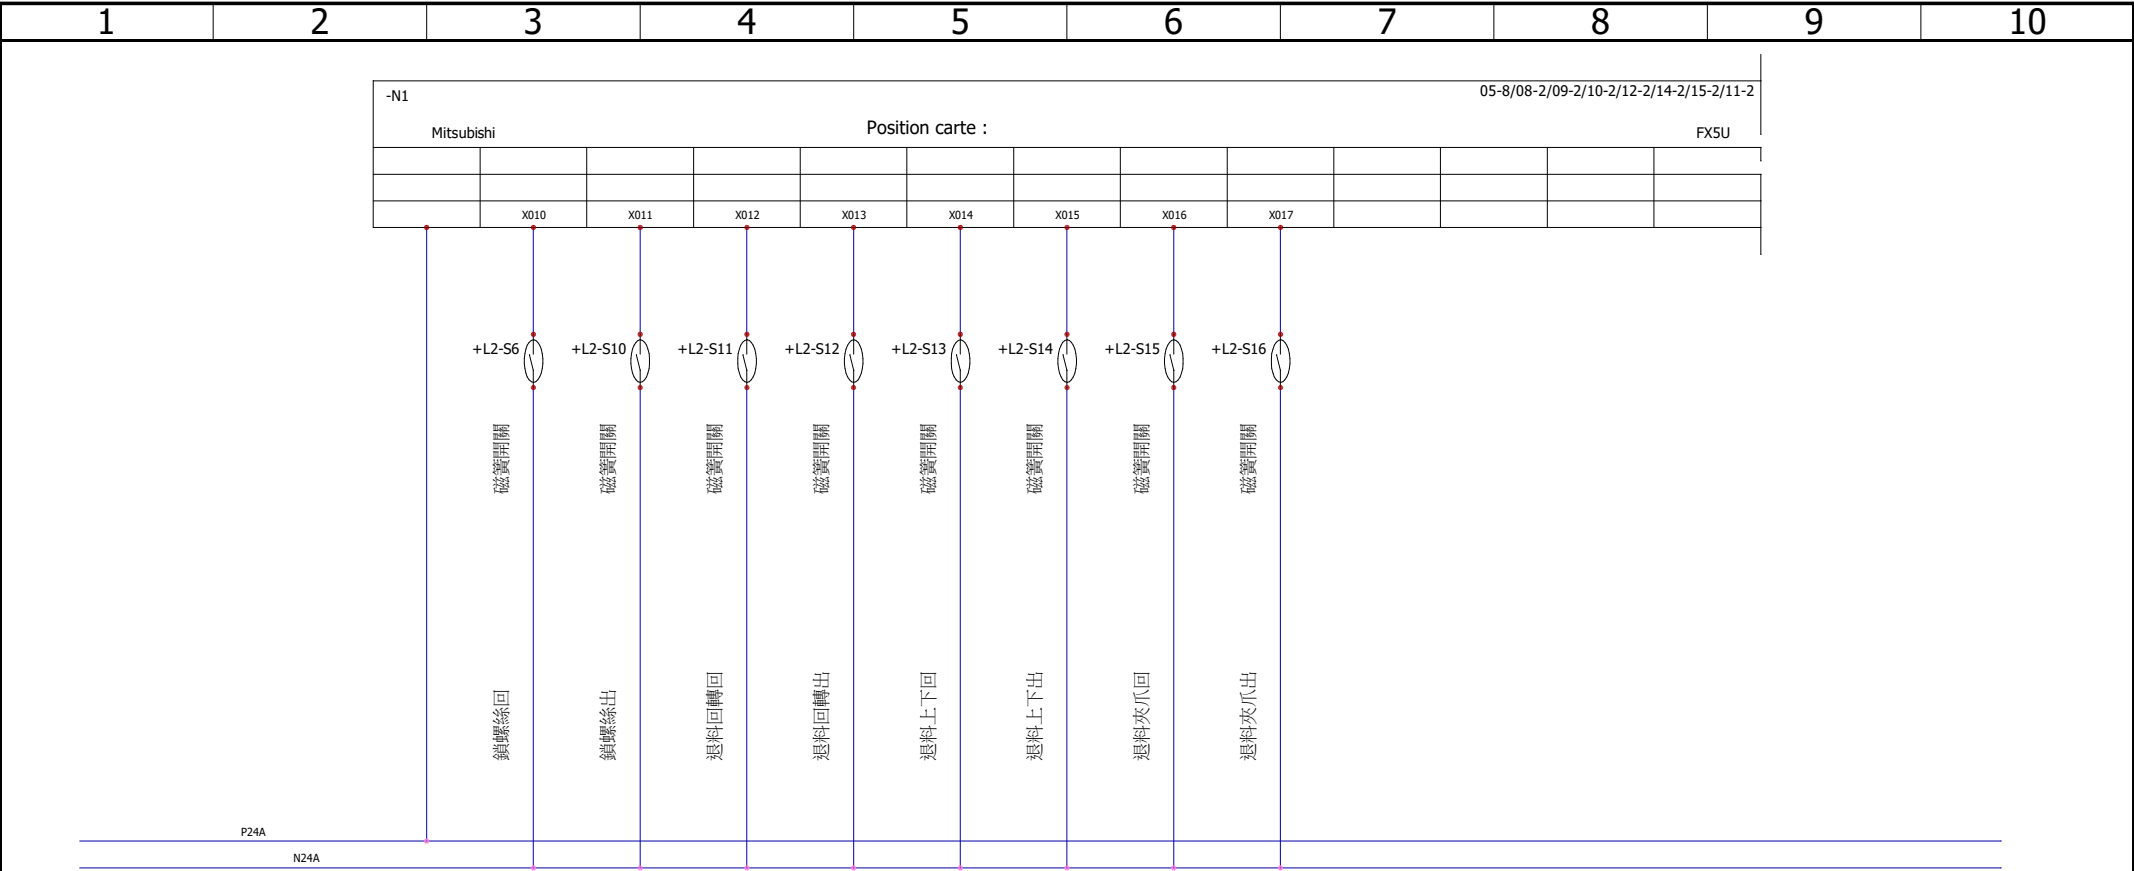 1 2 3 4 5 6 7 8 9 10
-N1 05-8/08-2/09-2/10-2/12-2/14-2/15-2/11-2
Mitsubishi Position carte : FX5U
X010 X011 X012 X013 X014 X015 X016 X017
+L2-S6 +L2-S10 +L2-S11 +L2-S12 +L2-S13 +L2-S14 +L2-S15 +L2-S16
磁簧開關
磁簧開關
磁簧開關
磁簧開關
磁簧開關
磁簧開關
磁簧開關
磁簧開關
鎖螺絲回
鎖螺絲出
退料回轉回
退料回轉出
退料上下回
退料上下出
退料夾爪回
退料夾爪出
P24A
N24A